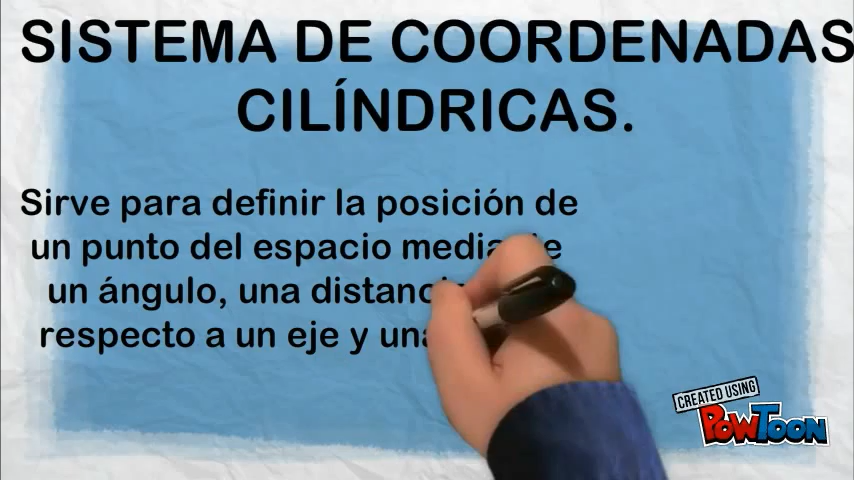 SISTEMA DE COORDENADAS
CILÍNDRICAS.
Sirve para definir la posición de
un punto del espacio
un ángulo, una
respecto a un eje y
CREATED USING
POWTOON